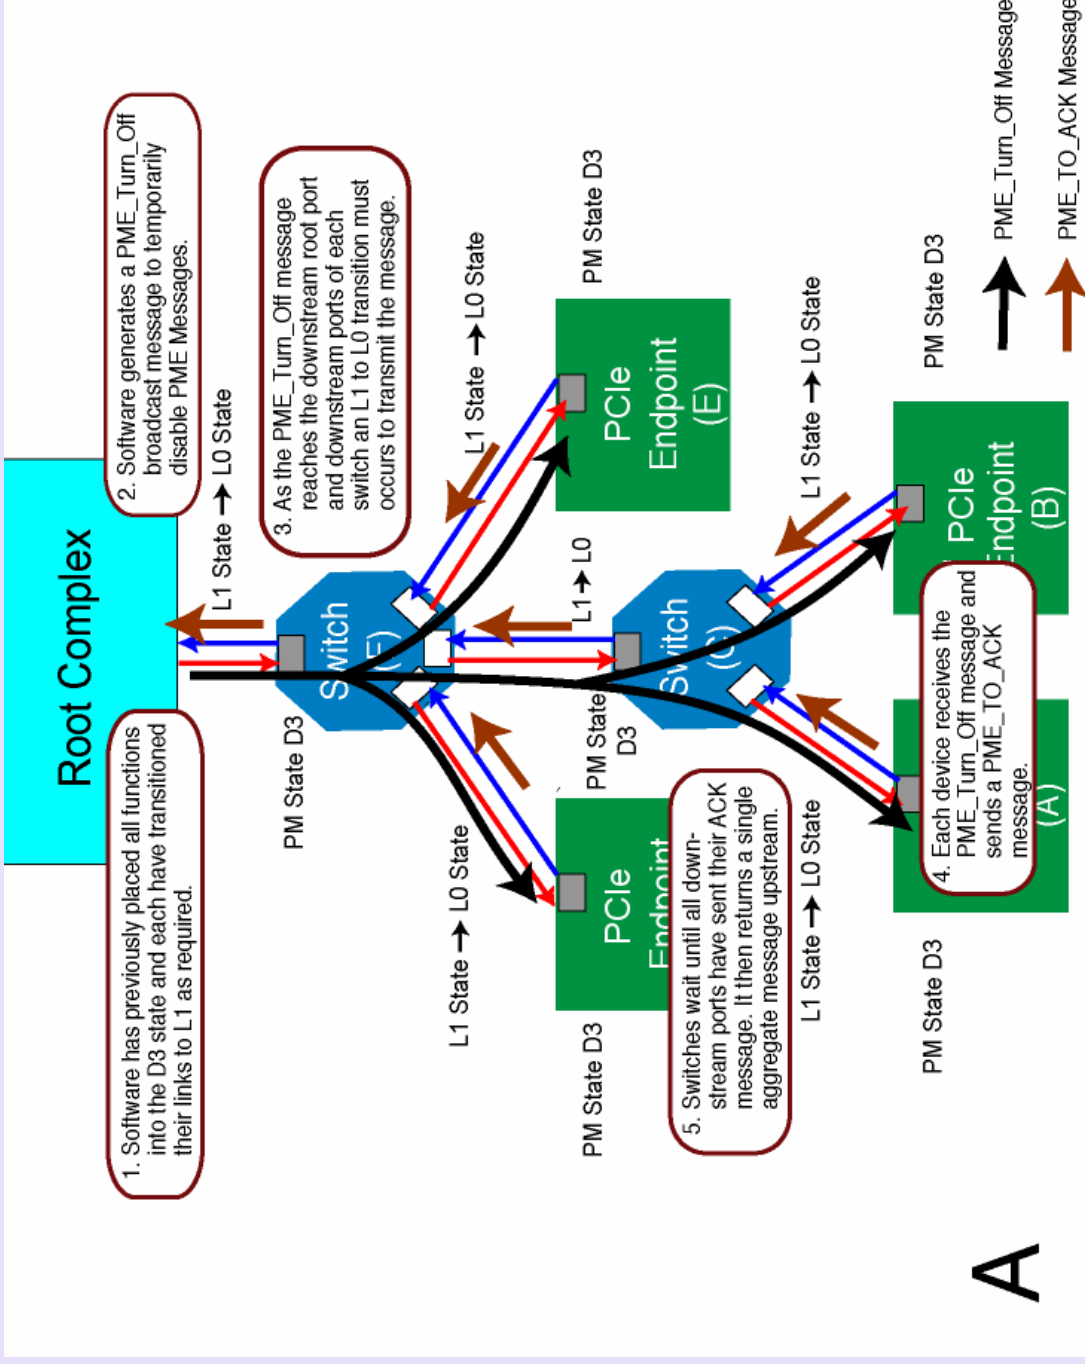 Root Complex
1. Software has previously placed all functions
into the D3 state and each have transitioned
their links to L1 as required.
2. Software generates a PME_Turn_Off
broadcast message to temporarily
disable PME Messages.
L1 State → L0 State
PM State D3
Switch
(F)
3. As the PME_Turn_Off message
reaches the downstream root port
and downstream ports of each
switch an L1 to L0 transition must
occurs to transmit the message.
L1 State → L0 State
L1 State → L0 State
L1 → L0
PM State D3
PCIe
Endpoint
PM State
D3
Switch
(C)
PCIe
Endpoint
(E)
PM State D3
5. Switches wait until all down-
stream ports have sent their ACK
message. It then returns a single
aggregate message upstream.
L1 State → L0 State
L1 State → L0 State
PM State D3
(A)
4. Each device receives the
PME_Turn_Off message and
sends a PME_TO_ACK
message.
PCIe
Endpoint
(B)
PM State D3
PME_Turn_Off Message
PME_TO_ACK Message
A